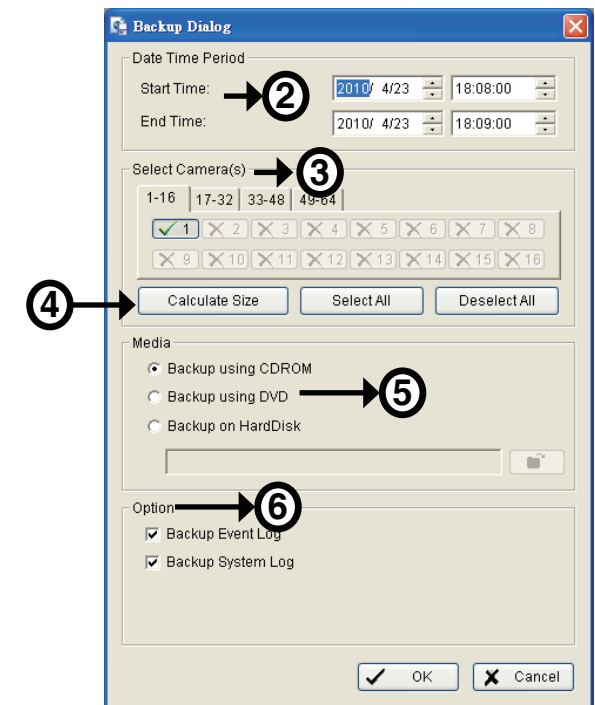 Backup Dialog
Date Time Period
Start Time: 2 2010/ 4/23 18:08:00
End Time: 2010/ 4/23 18:09:00
Select Camera(s) 3
1-16 17-32 33-48 49-64
1 2 3 4 5 6 7 8
9 10 11 12 13 14 15 16
4 Calculate Size Select All Deselect All
Media
Backup using CDROM
Backup using DVD 5
Backup on HardDisk
Option 6
Backup Event Log
Backup System Log
OK Cancel